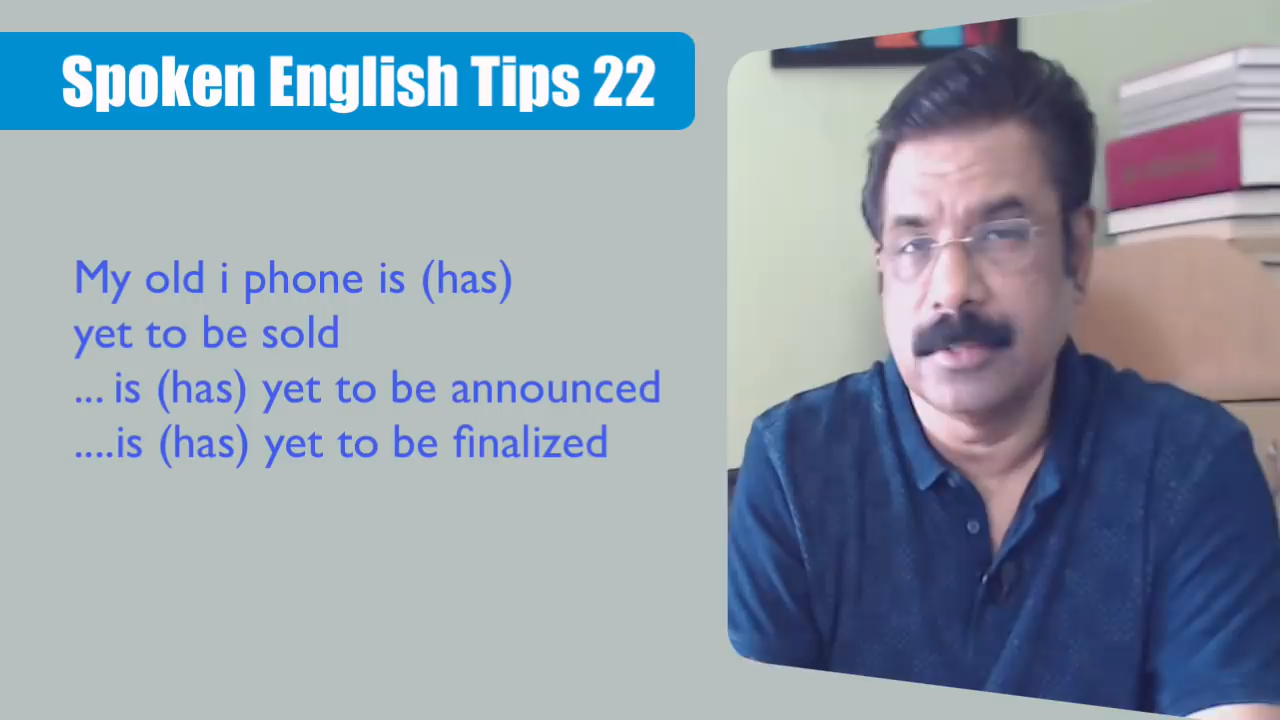 Spoken English Tips 22
My old i phone is (has)
yet to be sold
... is (has) yet to be announced
....is (has) yet to be finalized